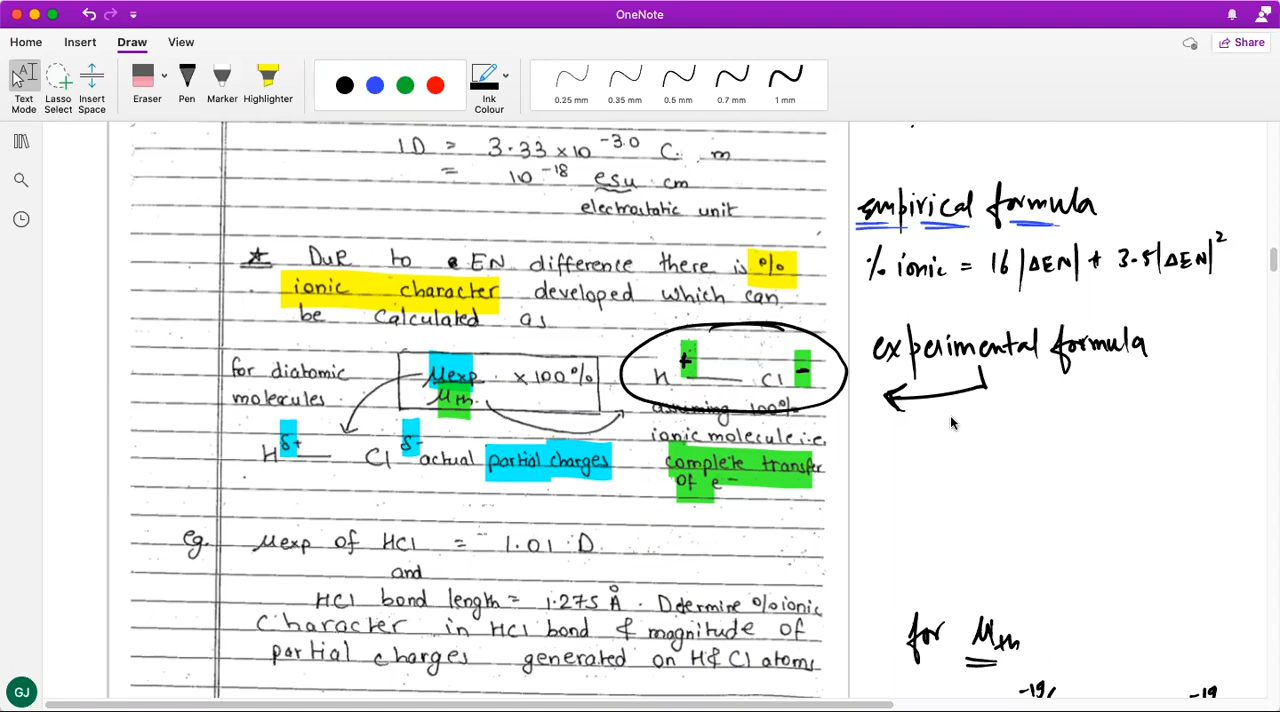 OneNote
Home Insert Draw View
Share
Text Mode
Lasso Select
Insert Space
Eraser
Pen
Marker
Highlighter
Ink Colour
0.25 mm
0.35 mm
0.5 mm
0.7 mm
1 mm
1D = 3.33 × 10 -30 C. m
= 10 -18 esu cm
electrostatic unit
* Due to EN difference there is %
ionic character developed which can
be calculated as
for diatomic
molecules
μexp × 100%
μth
H + — Cl -
assuming 100%
ionic molecule i.e.
complete transfer
of e-
H δ+ — Cl δ- actual partial charges
eg. μexp of HCl = 1.01 D
and
HCl bond length = 1.275 Å. Determine % ionic
character in HCl bond & magnitude of
partial charges generated on H & Cl atoms
empirical formula
% ionic = 16 |ΔEN| + 3.5 |ΔEN|²
experimental formula
for μth
-19
-19
GJ